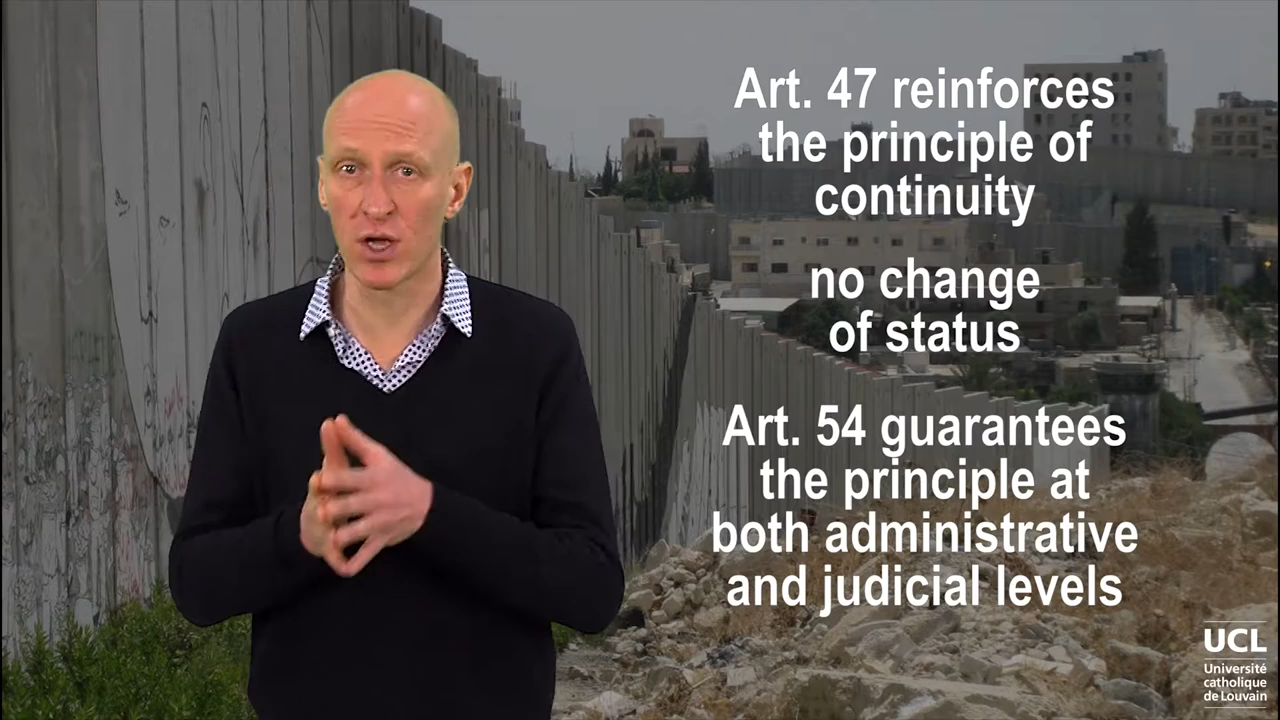 Art. 47 reinforces
the principle of
continuity
no change
of status
Art. 54 guarantees
the principle at
both administrative
and judicial levels
UCL
Université
catholique
de Louvain